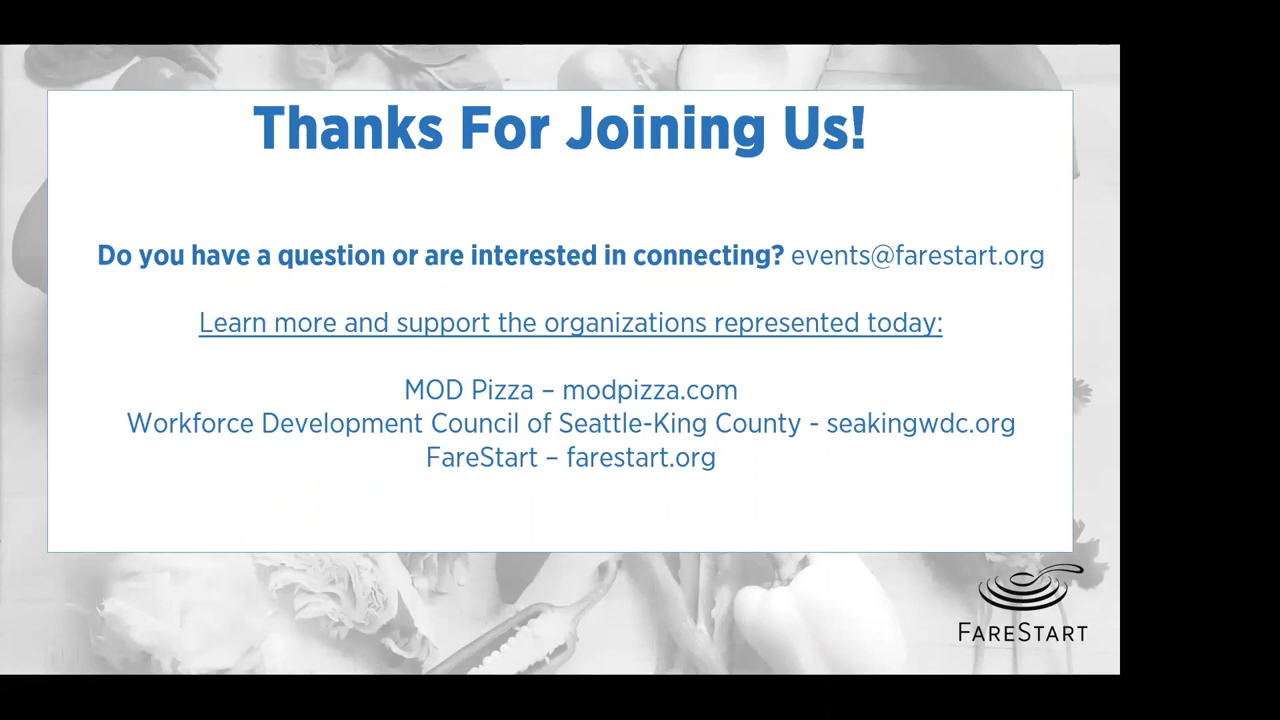 Thanks For Joining Us!
Do you have a question or are interested in connecting? events@farestart.org
Learn more and support the organizations represented today:
MOD Pizza – modpizza.com
Workforce Development Council of Seattle-King County - seakingwdc.org
FareStart – farestart.org
FARESTART